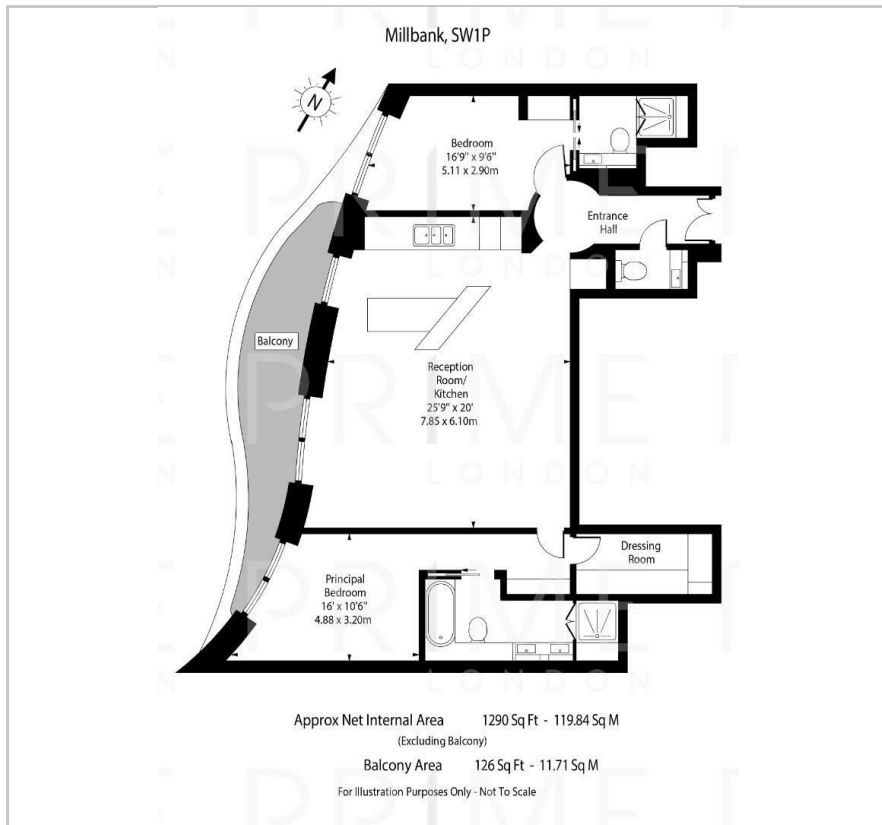 Millbank, SW1P
N
Bedroom
16'9" x 9'6"
5.11 x 2.90m
Entrance
Hall
Balcony
Reception
Room/
Kitchen
25'9" x 20'
7.85 x 6.10m
Dressing
Room
Principal
Bedroom
16' x 10'6"
4.88 x 3.20m
Approx Net Internal Area 1290 Sq Ft - 119.84 Sq M
(Excluding Balcony)
Balcony Area 126 Sq Ft - 11.71 Sq M
For Illustration Purposes Only - Not To Scale
PRIME
LONDON